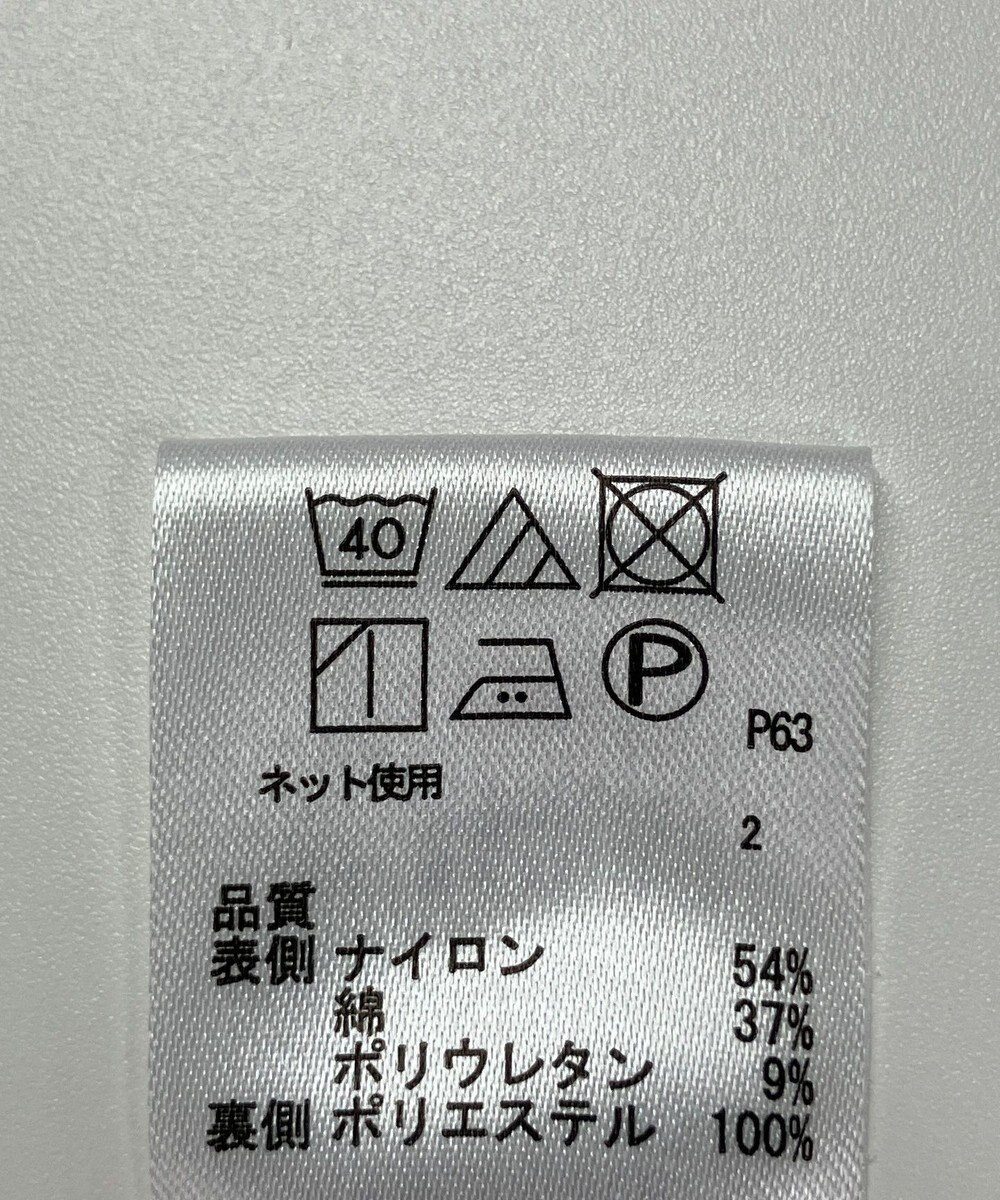 40
P
P63
ネット使用
2
品質
表側 ナイロン 54%
綿 37%
ポリウレタン 9%
裏側 ポリエステル 100%